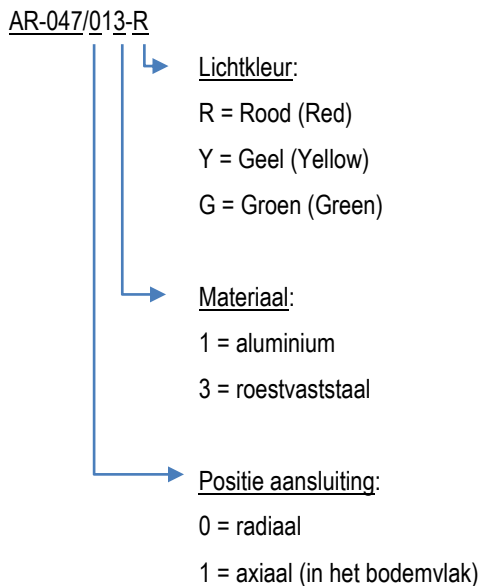 AR-047/013-R
Lichtkleur:
R = Rood (Red)
Y = Geel (Yellow)
G = Groen (Green)
Materiaal:
1 = aluminium
3 = roestvaststaal
Positie aansluiting:
0 = radiaal
1 = axiaal (in het bodemvlak)